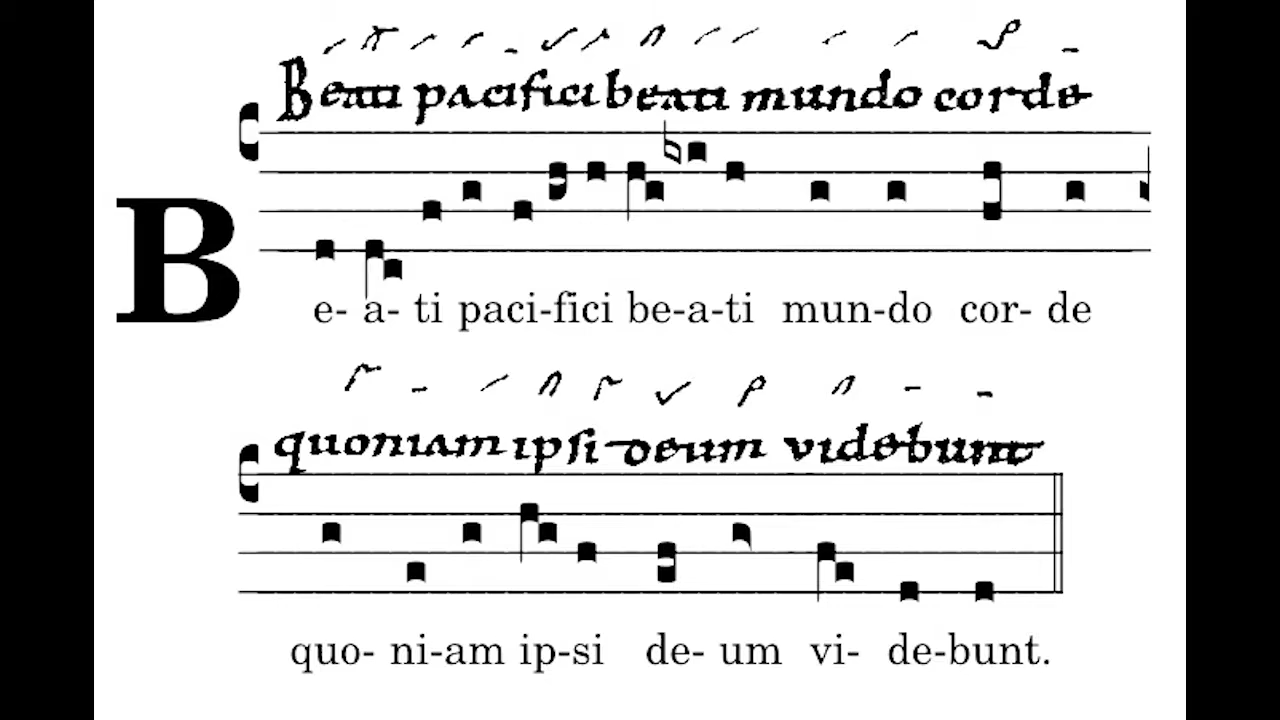 Beati pacifici beati mundo corde
B
e- a- ti paci-fici be-a-ti mun-do cor- de
quoniam ipsi deum videbunt
quo- ni-am ip-si de- um vi- de-bunt.